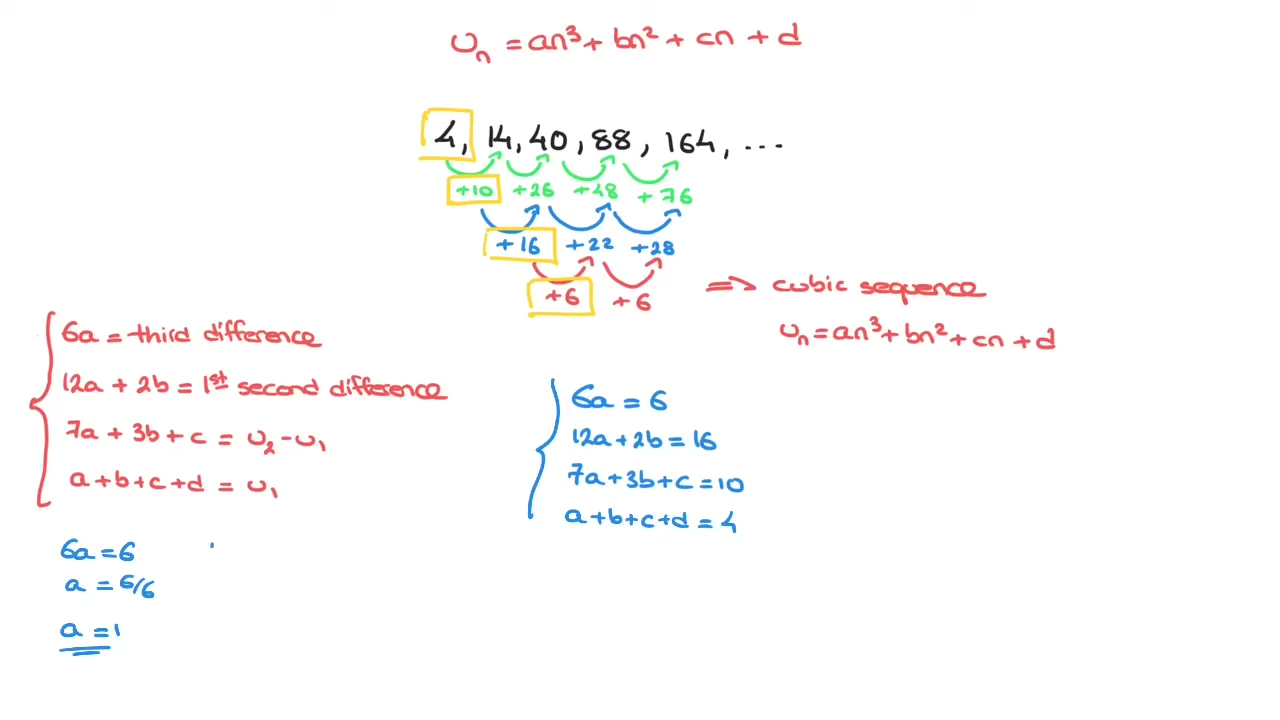 Un = an³ + bn² + cn + d
4, 14, 40, 88, 164, ...
+10 +26 +48 +76
+16 +22 +28
+6 +6
⇒ cubic sequence
Un = an³ + bn² + cn + d
6a = third difference
12a + 2b = 1st second difference
7a + 3b + c = U2 - U1
a + b + c + d = U1
6a = 6
12a + 2b = 16
7a + 3b + c = 10
a + b + c + d = 4
6a = 6
a = 6/6
a = 1